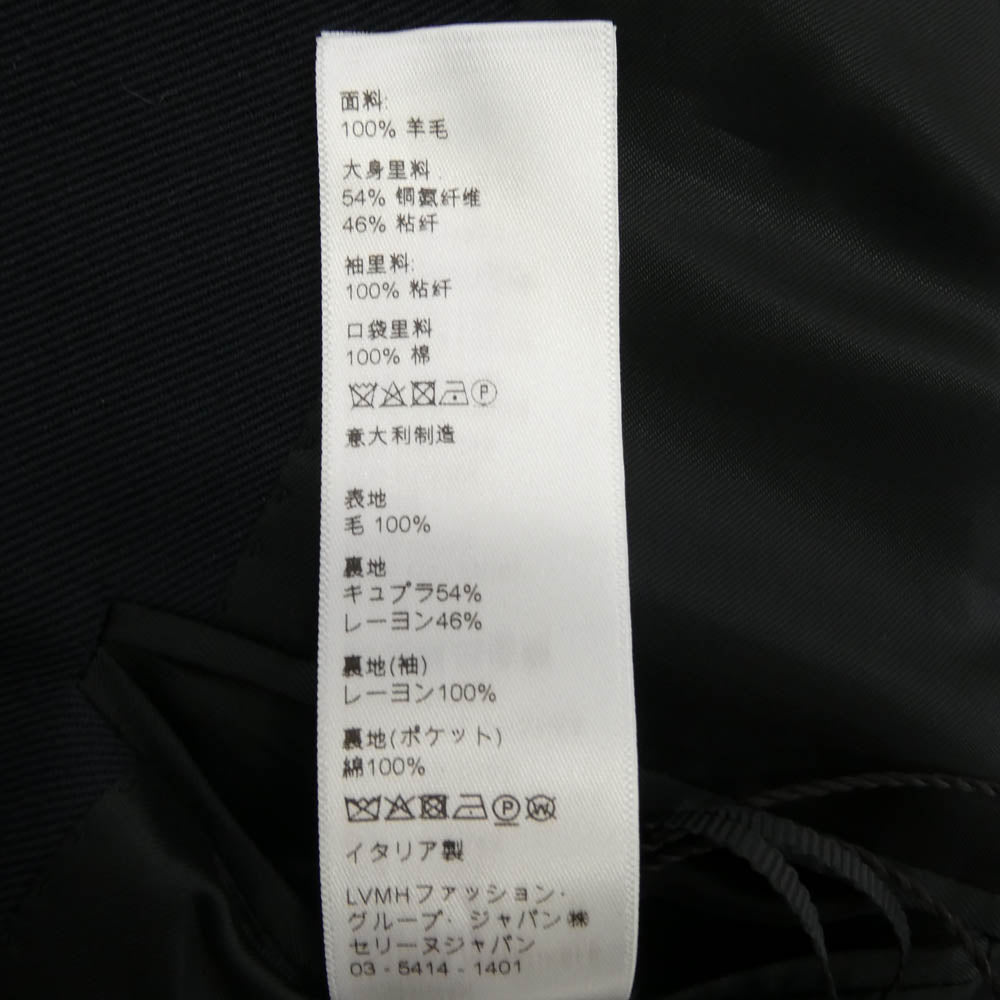 面料:
100% 羊毛
大身里料:
54% 铜氨纤维
46% 粘纤
袖里料:
100% 粘纤
口袋里料
100% 棉
P
意大利制造
表地
毛 100%
裏地
キュプラ54%
レーヨン46%
裏地(袖)
レーヨン100%
裏地(ポケット)
綿100%
P W
イタリア製
LVMHファッション・
グループ・ジャパン㈱
セリーヌジャパン
03-5414-1401